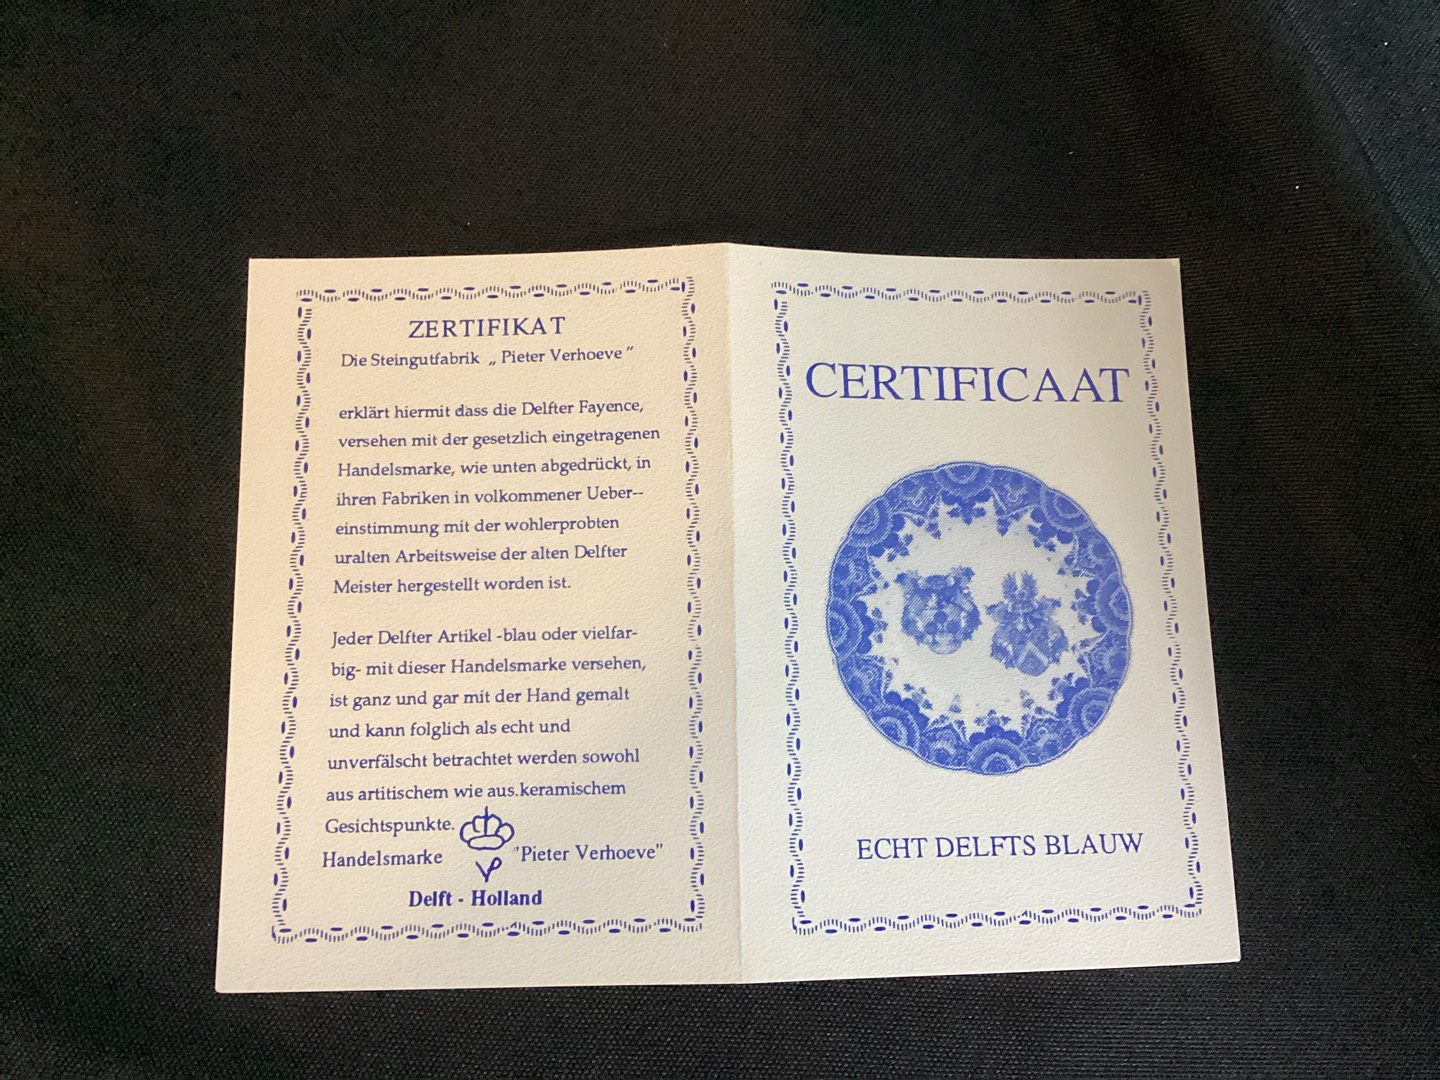 ZERTIFIKAT
Die Steingutfabrik „ Pieter Verhoeve ”
erklärt hiermit dass die Delfter Fayence,
versehen mit der gesetzlich eingetragenen
Handelsmarke, wie unten abgedrückt, in
ihren Fabriken in volkommener Ueber--
einstimmung mit der wohlerprobten
uralten Arbeitsweise der alten Delfter
Meister hergestellt worden ist.
Jeder Delfter Artikel -blau oder vielfar-
big- mit dieser Handelsmarke versehen,
ist ganz und gar mit der Hand gemalt
und kann folglich als echt und
unverfälscht betrachtet werden sowohl
aus artitischem wie aus.keramischem
Gesichtspunkte.
Handelsmarke VP "Pieter Verhoeve"
Delft - Holland
CERTIFICAAT
ECHT DELFTS BLAUW